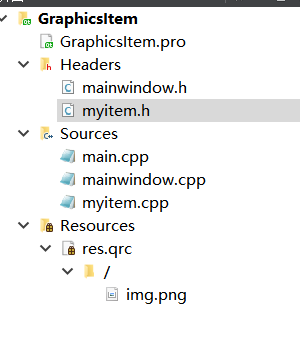 GraphicsItem
GraphicsItem.pro
Headers
mainwindow.h
myitem.h
Sources
main.cpp
mainwindow.cpp
myitem.cpp
Resources
res.qrc
/
img.png